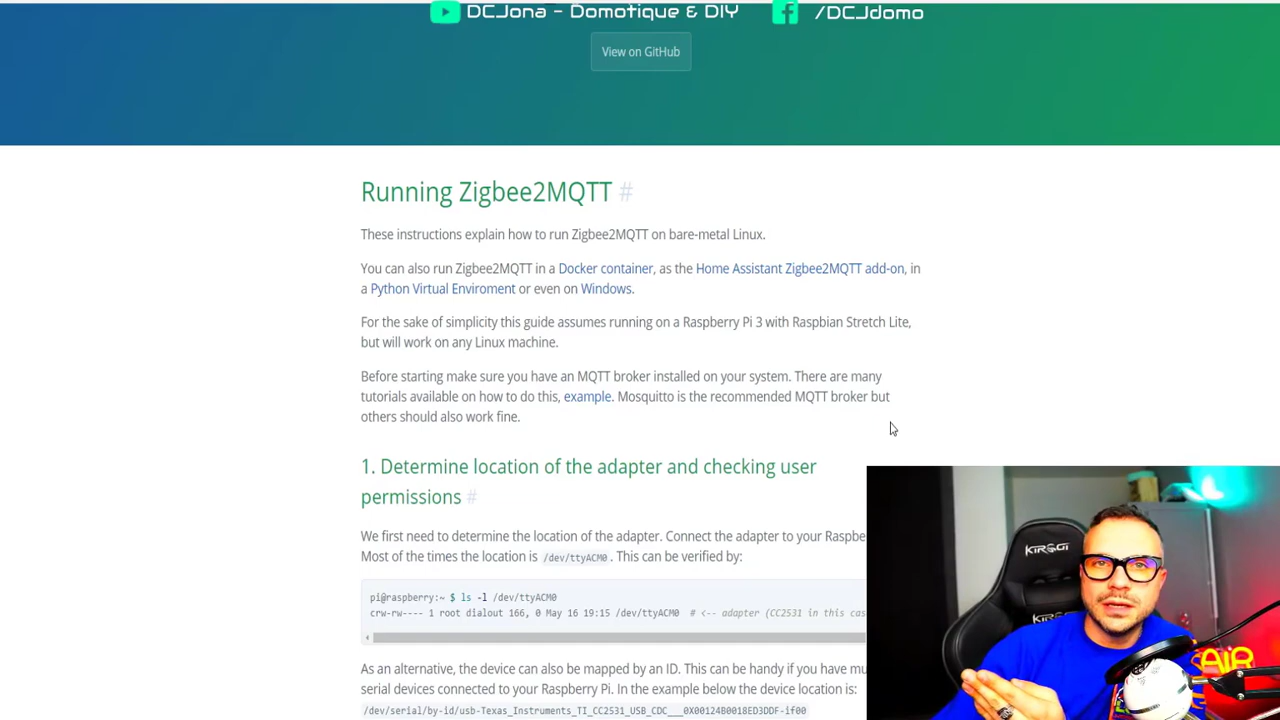 DCJona - Domotique & DIY /DCJdomo
View on GitHub
Running Zigbee2MQTT #
These instructions explain how to run Zigbee2MQTT on bare-metal Linux.
You can also run Zigbee2MQTT in a Docker container, as the Home Assistant Zigbee2MQTT add-on, in
a Python Virtual Enviroment or even on Windows.
For the sake of simplicity this guide assumes running on a Raspberry Pi 3 with Raspbian Stretch Lite,
but will work on any Linux machine.
Before starting make sure you have an MQTT broker installed on your system. There are many
tutorials available on how to do this, example. Mosquitto is the recommended MQTT broker but
others should also work fine.
1. Determine location of the adapter and checking user
permissions #
We first need to determine the location of the adapter. Connect the adapter to your Raspbe
Most of the times the location is /dev/ttyACM0. This can be verified by:
pi@raspberry:~ $ ls -l /dev/ttyACM0
crw-rw---- 1 root dialout 166, 0 May 16 19:15 /dev/ttyACM0 # <-- adapter (CC2531 in this cas
As an alternative, the device can also be mapped by an ID. This can be handy if you have mu
serial devices connected to your Raspberry Pi. In the example below the device location is:
/dev/serial/by-id/usb-Texas_Instruments_TI_CC2531_USB_CDC___0X00124B0018ED3DDF-if00
KIROGI
AIR